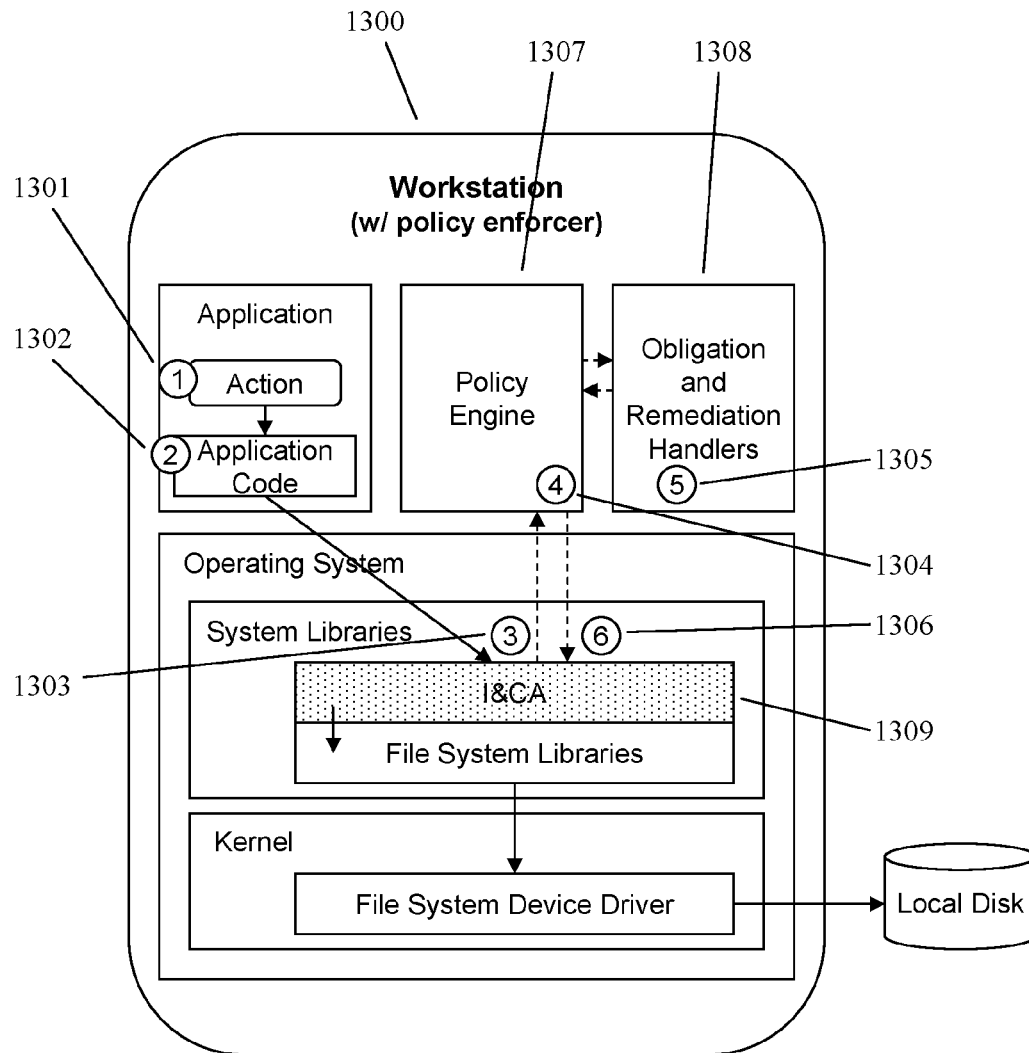 1300
1307
1308
1301
Workstation
(w/ policy enforcer)
1302
Application
1
Action
2
Application
Code
Policy
Engine
4
Obligation
and
Remediation
Handlers
5
1305
1304
Operating System
System Libraries
3
6
1306
1303
I&CA
1309
File System Libraries
Kernel
File System Device Driver
Local Disk